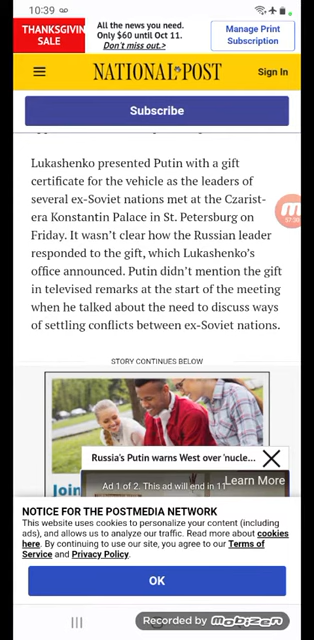 10:39
THANKSGIVIN
SALE
All the news you need.
Only $60 until Oct 11.
Don't miss out.>
Manage Print
Subscription
NATIONAL POST
Sign In
Subscribe
Lukashenko presented Putin with a gift
certificate for the vehicle as the leaders of
several ex-Soviet nations met at the Czarist-
era Konstantin Palace in St. Petersburg on
Friday. It wasn't clear how the Russian leader
responded to the gift, which Lukashenko's
office announced. Putin didn't mention the gift
in televised remarks at the start of the meeting
when he talked about the need to discuss ways
of settling conflicts between ex-Soviet nations.
STORY CONTINUES BELOW
Russia's Putin warns West over 'nucle...
Join
Ad 1 of 2. This ad will end in 11
Learn More
NOTICE FOR THE POSTMEDIA NETWORK
This website uses cookies to personalize your content (including
ads), and allows us to analyze our traffic. Read more about cookies
here. By continuing to use our site, you agree to our Terms of
Service and Privacy Policy.
OK
Recorded by mobizen